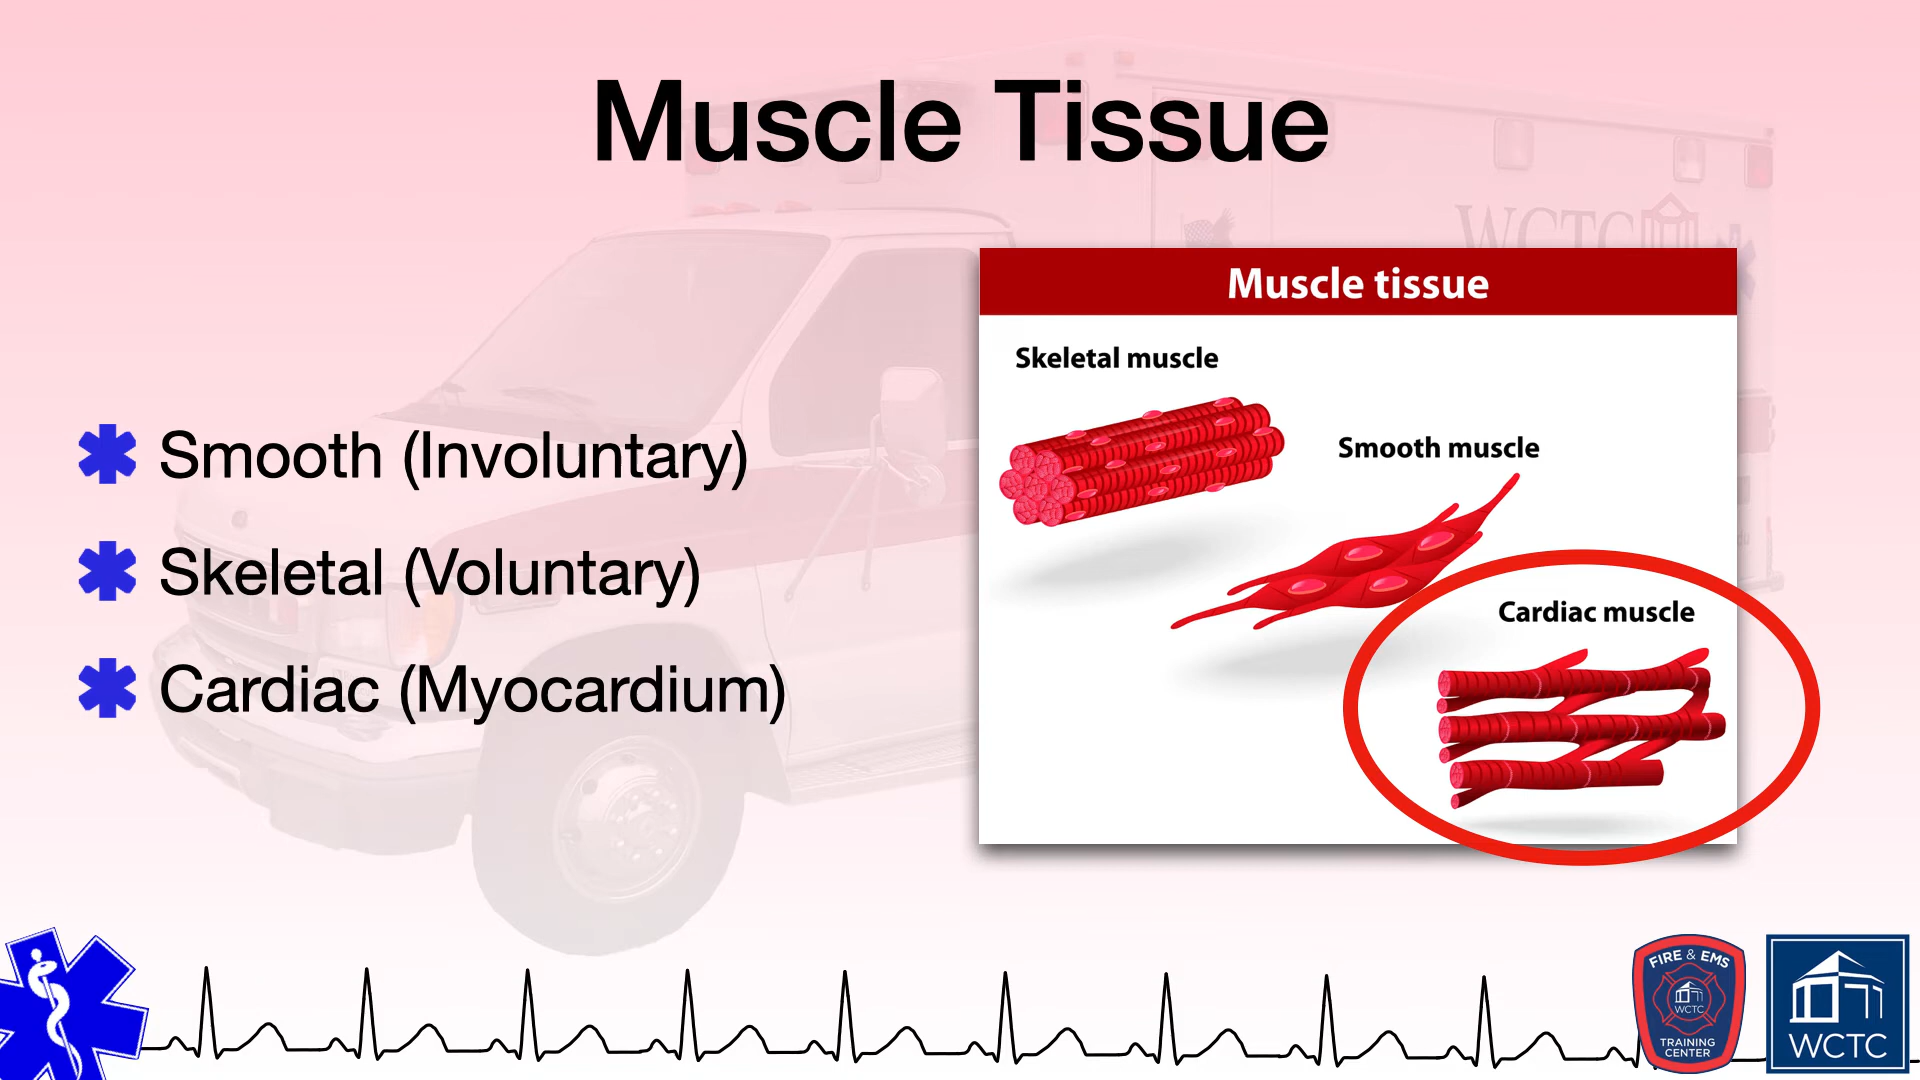 Muscle Tissue
WCTC
Muscle tissue
Skeletal muscle
Smooth muscle
Cardiac muscle
Smooth (Involuntary)
Skeletal (Voluntary)
Cardiac (Myocardium)
FIRE & EMS
WCTC
TRAINING
CENTER
WCTC